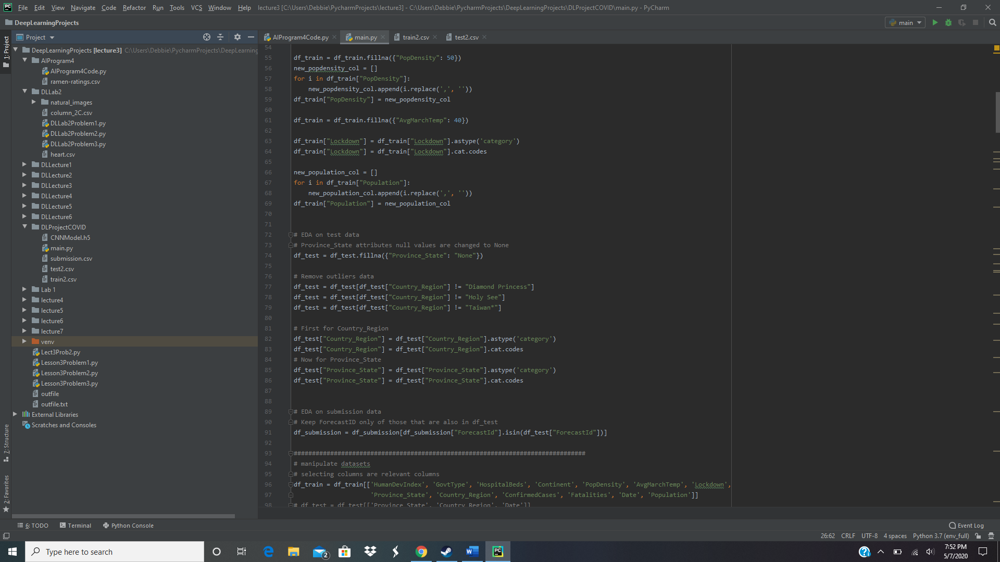 PC File Edit View Navigate Code Refactor Run Tools VCS Window Help lecture3 [C:\Users\Debbie\PycharmProjects\lecture3] - C:\Users\Debbie\PycharmProjects\DeepLearningProjects\DLProjectCOVID\main.py - PyCharm
DeepLearningProjects main
1: Project
Project
AIProgram4Code.py main.py train2.csv test2.csv
DeepLearningProjects [lecture3] C:\Users\Debbie\PycharmProjects\DeepLearning
AIProgram4
AIProgram4Code.py
ramen-ratings.csv
DLLab2
natural_images
column_2C.csv
DLLab2Problem1.py
DLLab2Problem2.py
DLLab2Problem3.py
heart.csv
DLLecture1
DLLecture2
DLLecture3
DLLecture4
DLLecture5
DLLecture6
DLProjectCOVID
CNNModel.h5
main.py
submission.csv
test2.csv
train2.csv
Lab 1
lecture4
lecture5
lecture6
lecture7
venv
Lect3Prob2.py
Lesson3Problem1.py
Lesson3Problem2.py
Lesson3Problem3.py
outfile
outfile.txt
External Libraries
Scratches and Consoles
7: Structure
2: Favorites
54
55 df_train = df_train.fillna({"PopDensity": 50})
56 new_popdensity_col = []
57 for i in df_train["PopDensity"]:
58     new_popdensity_col.append(i.replace(',', ''))
59 df_train["PopDensity"] = new_popdensity_col
60
61 df_train = df_train.fillna({"AvgMarchTemp": 40})
62
63 df_train["Lockdown"] = df_train["Lockdown"].astype('category')
64 df_train["Lockdown"] = df_train["Lockdown"].cat.codes
65
66 new_population_col = []
67 for i in df_train["Population"]:
68     new_population_col.append(i.replace(',', ''))
69 df_train["Population"] = new_population_col
70
71
72 # EDA on test data
73 # Province_State attributes null values are changed to None
74 df_test = df_test.fillna({"Province_State": "None"})
75
76 # Remove outliers data
77 df_test = df_test[df_test["Country_Region"] != "Diamond Princess"]
78 df_test = df_test[df_test["Country_Region"] != "Holy See"]
79 df_test = df_test[df_test["Country_Region"] != "Taiwan*"]
80
81 # First for Country_Region
82 df_test["Country_Region"] = df_test["Country_Region"].astype('category')
83 df_test["Country_Region"] = df_test["Country_Region"].cat.codes
84 # Now for Province_State
85 df_test["Province_State"] = df_test["Province_State"].astype('category')
86 df_test["Province_State"] = df_test["Province_State"].cat.codes
87
88
89 # EDA on submission data
90 # Keep ForecastID only of those that are also in df_test
91 df_submission = df_submission[df_submission["ForecastId"].isin(df_test["ForecastId"])]
92
93 ################################################################################
94 # manipulate datasets
95 # selecting columns are relevant columns
96 df_train = df_train[['HumanDevIndex', 'GovtType', 'HospitalBeds', 'Continent', 'PopDensity', 'AvgMarchTemp', 'Lockdown',
97 'Province_State', 'Country_Region', 'ConfirmedCases', 'Fatalities', 'Date', 'Population']]
98 # df_test = df_test[['Province_State', 'Country_Region', 'Date']]
6: TODO Terminal Python Console Event Log
26:62 CRLF UTF-8 4 spaces Python 3.7 (env_full)
Type here to search 2 W PC 7:52 PM
5/7/2020